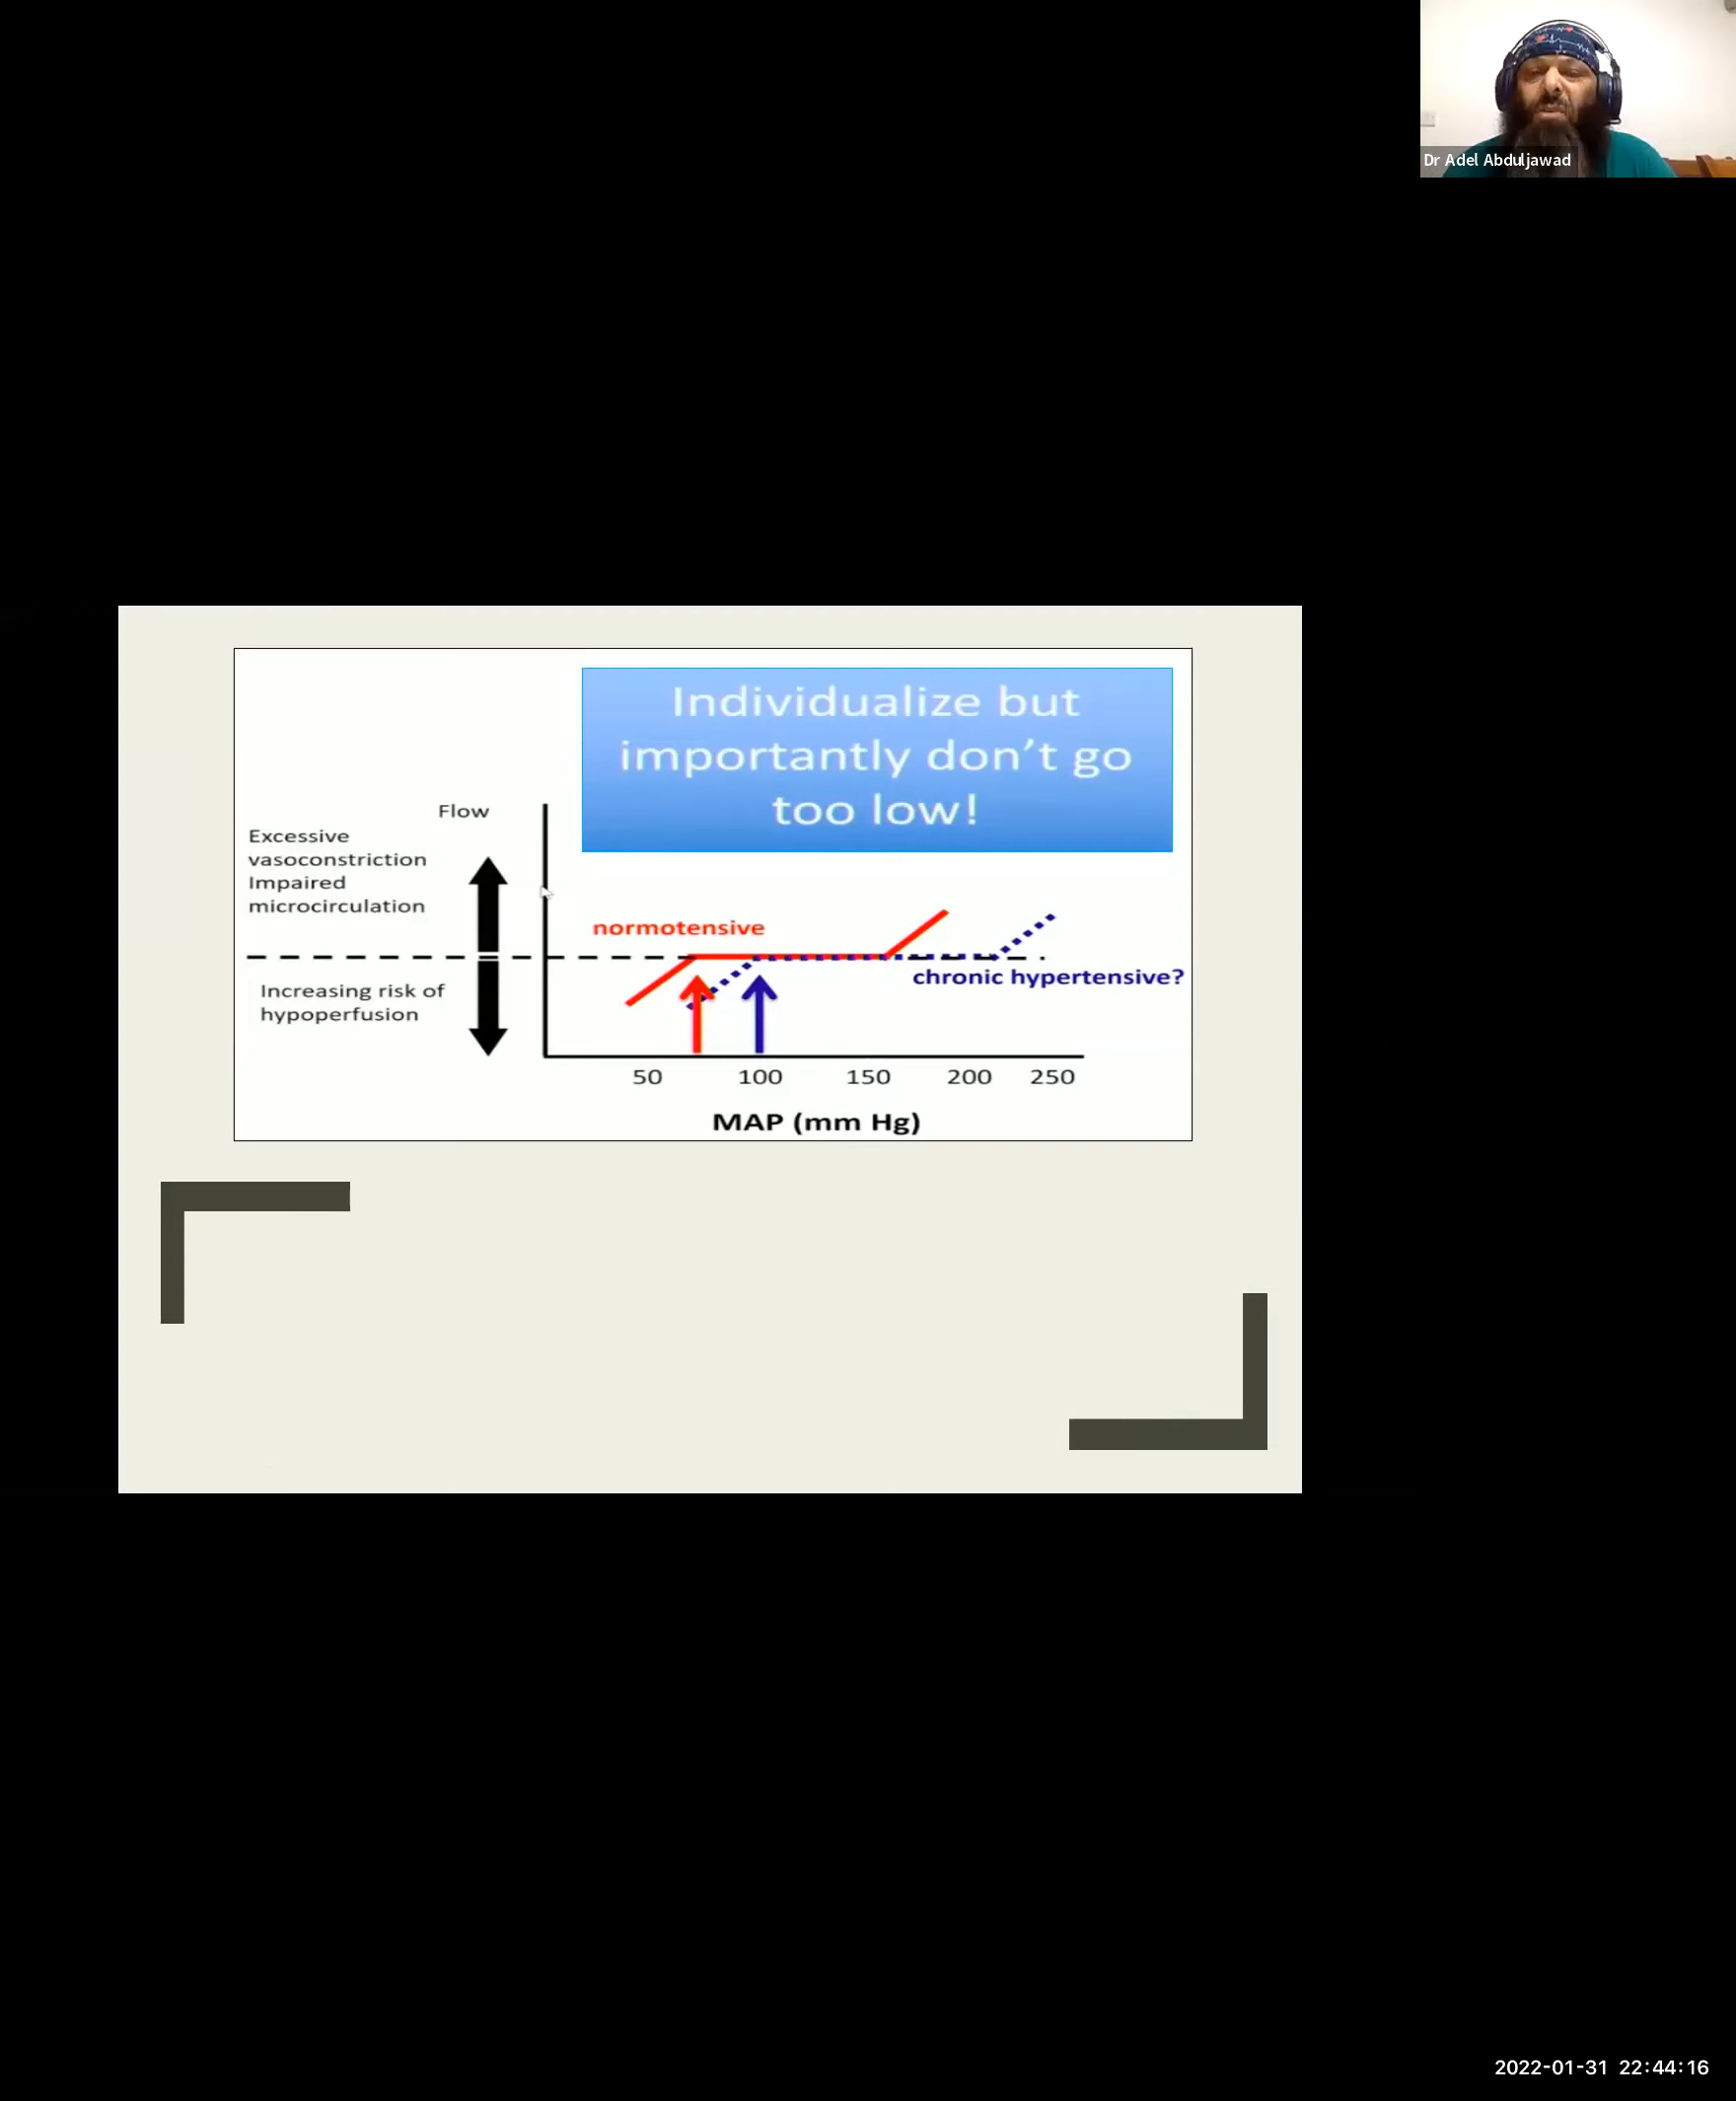 Dr Adel Abduljawad
Individualize but
importantly don't go
too low!
Flow
Excessive
vasoconstriction
Impaired
microcirculation
normotensive
chronic hypertensive?
Increasing risk of
hypoperfusion
50 100 150 200 250
MAP (mm Hg)
2022-01-31 22:44:16